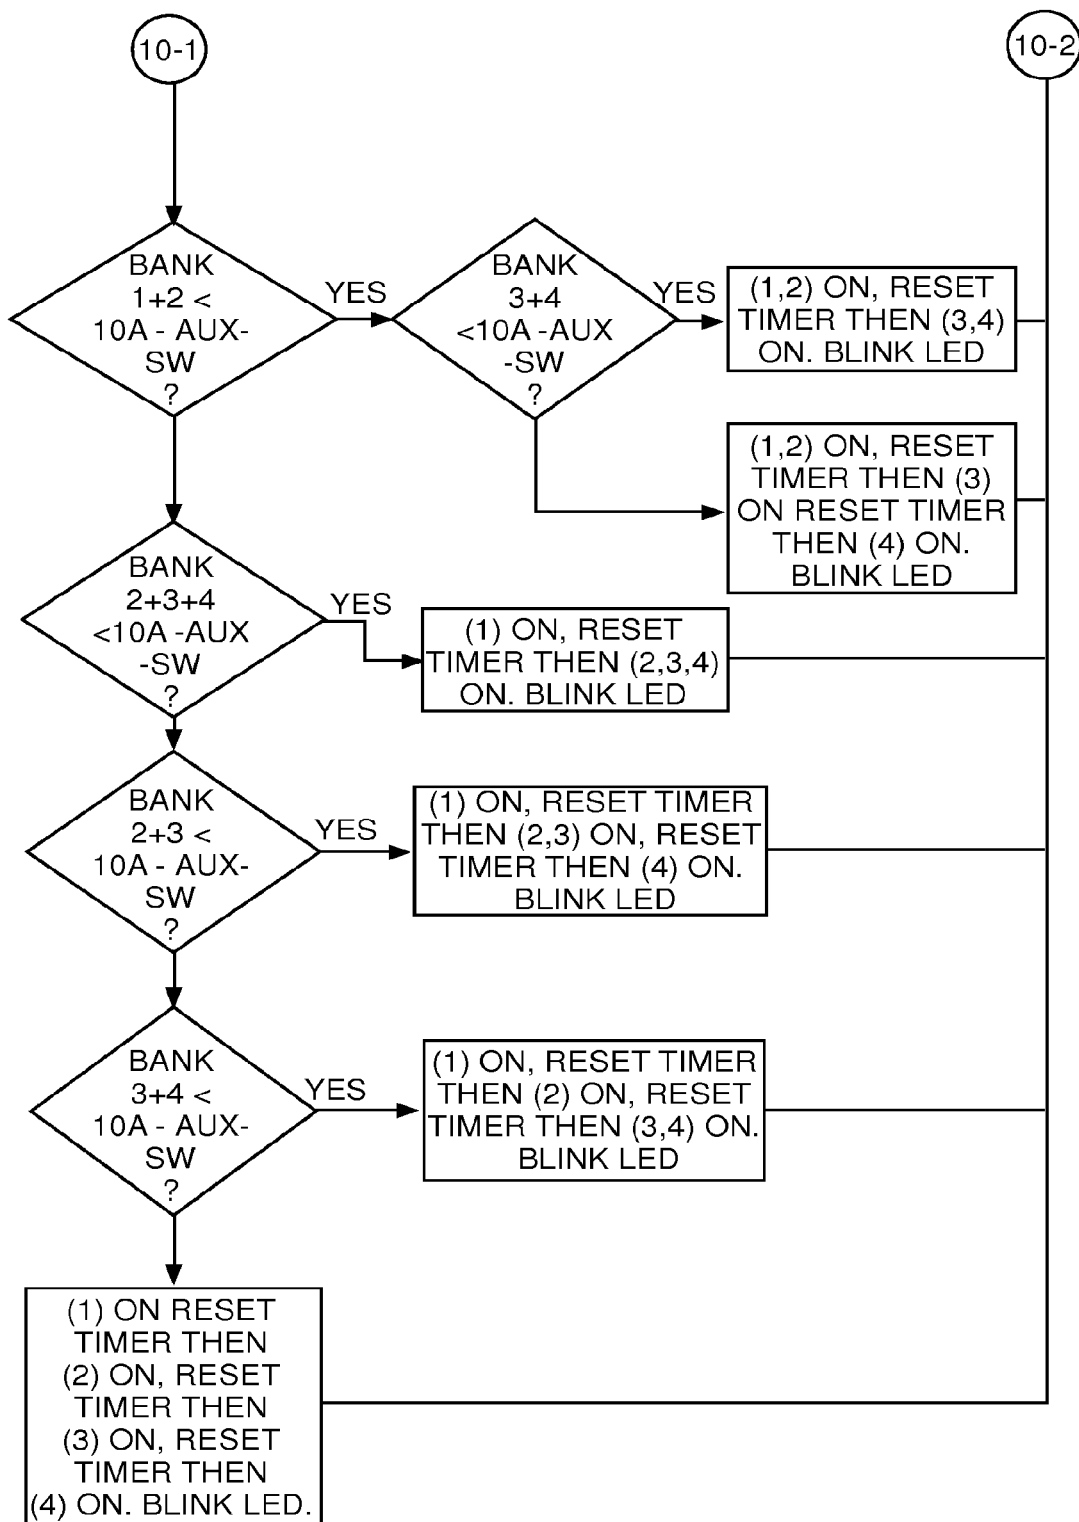 10-1
10-2
BANK
1+2 <
10A - AUX-
SW
?
YES
BANK
3+4
<10A -AUX
-SW
?
YES
(1,2) ON, RESET
TIMER THEN (3,4)
ON. BLINK LED
(1,2) ON, RESET
TIMER THEN (3)
ON RESET TIMER
THEN (4) ON.
BLINK LED
BANK
2+3+4
<10A -AUX
-SW
?
YES
(1) ON, RESET
TIMER THEN (2,3,4)
ON. BLINK LED
BANK
2+3 <
10A - AUX-
SW
?
YES
(1) ON, RESET TIMER
THEN (2,3) ON, RESET
TIMER THEN (4) ON.
BLINK LED
BANK
3+4 <
10A - AUX-
SW
?
YES
(1) ON, RESET TIMER
THEN (2) ON, RESET
TIMER THEN (3,4) ON.
BLINK LED
(1) ON RESET
TIMER THEN
(2) ON, RESET
TIMER THEN
(3) ON, RESET
TIMER THEN
(4) ON. BLINK LED.